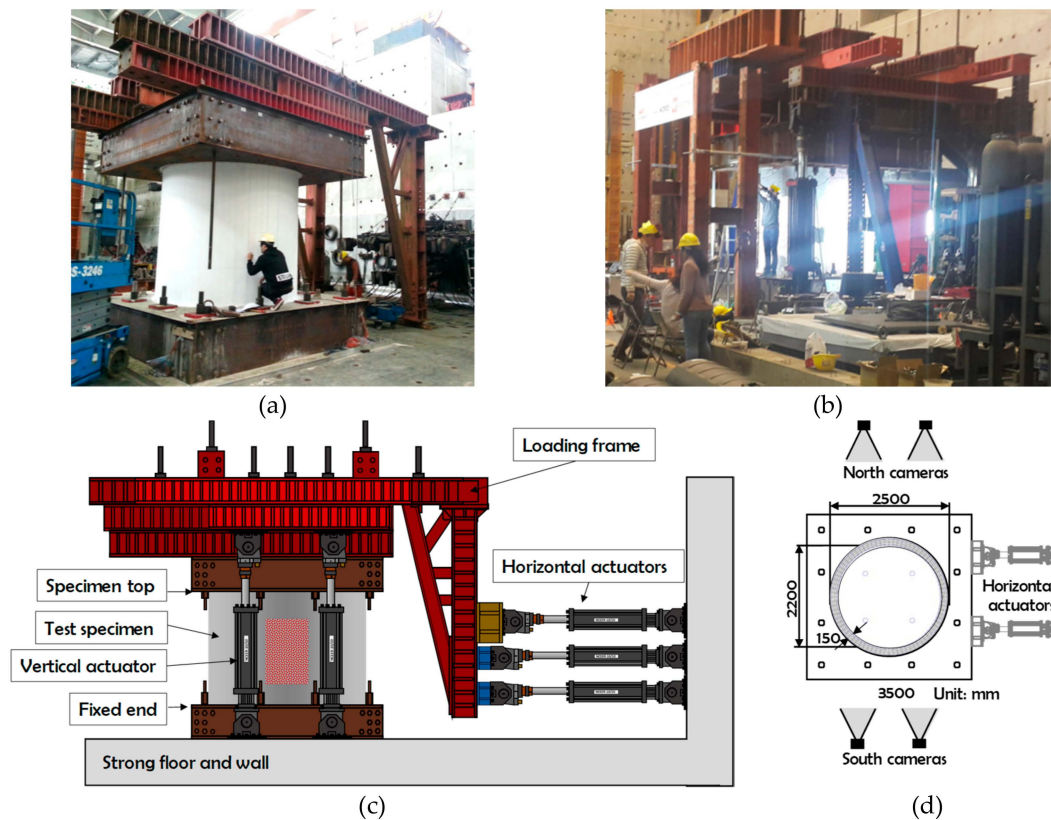 S-3246
(a)
(b)
Loading frame
Horizontal actuators
Specimen top
Test specimen
Vertical actuator
Fixed end
Strong floor and wall
(c)
North cameras
2500
2200
150
Horizontal
actuators
3500
Unit: mm
South cameras
(d)